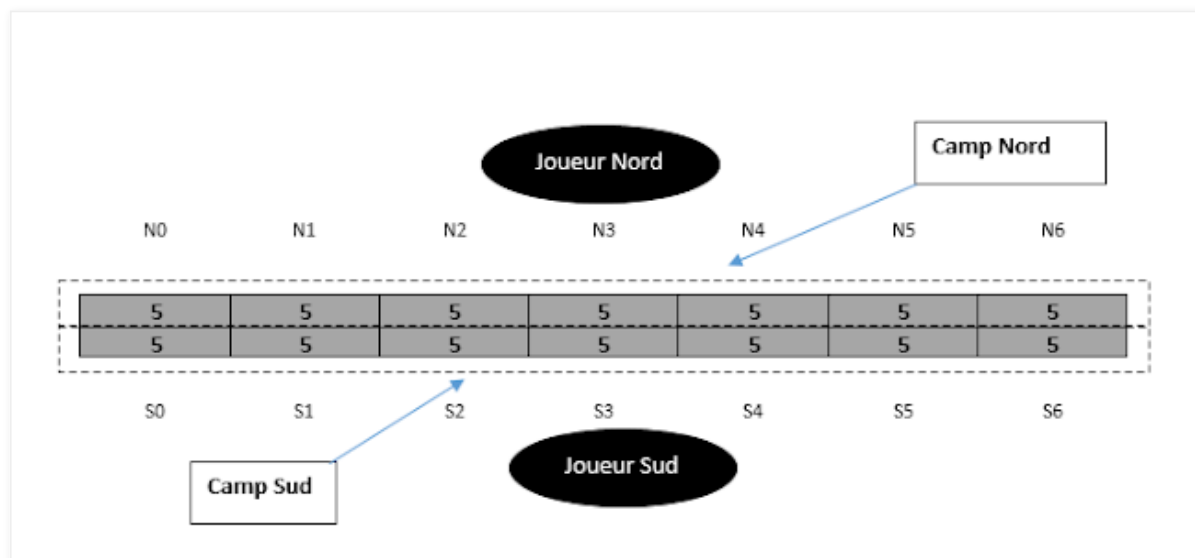 Joueur Nord
Camp Nord
N0 N1 N2 N3 N4 N5 N6
5 5 5 5 5 5 5
5 5 5 5 5 5 5
S0 S1 S2 S3 S4 S5 S6
Joueur Sud
Camp Sud